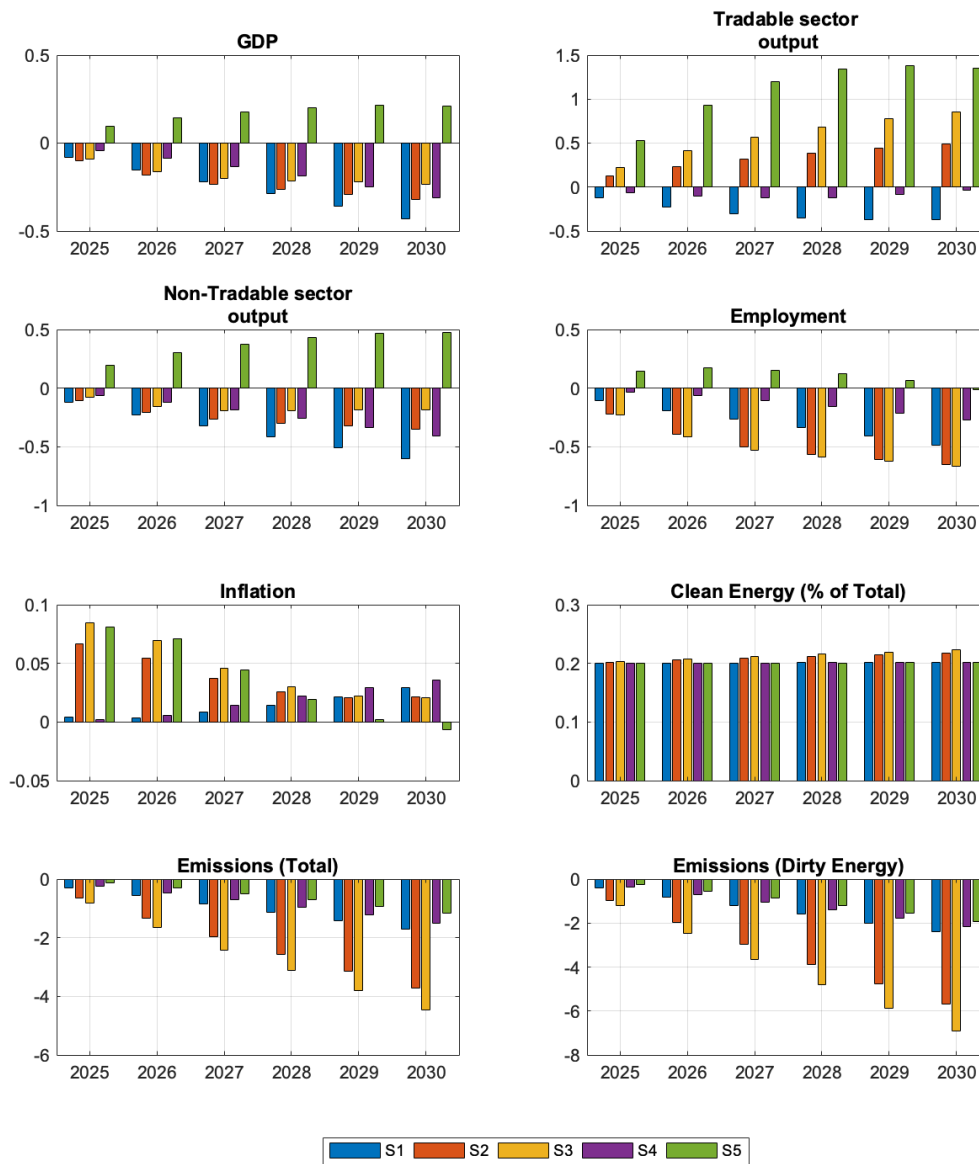 GDP
0.5
0
-0.5
2025 2026 2027 2028 2029 2030
Tradable sector
output
1.5
1
0.5
0
-0.5
2025 2026 2027 2028 2029 2030
Non-Tradable sector
output
0.5
0
-0.5
-1
2025 2026 2027 2028 2029 2030
Employment
0.5
0
-0.5
-1
2025 2026 2027 2028 2029 2030
Inflation
0.1
0.05
0
-0.05
2025 2026 2027 2028 2029 2030
Clean Energy (% of Total)
0.3
0.2
0.1
0
2025 2026 2027 2028 2029 2030
Emissions (Total)
0
-2
-4
-6
2025 2026 2027 2028 2029 2030
Emissions (Dirty Energy)
0
-2
-4
-6
-8
2025 2026 2027 2028 2029 2030
S1 S2 S3 S4 S5